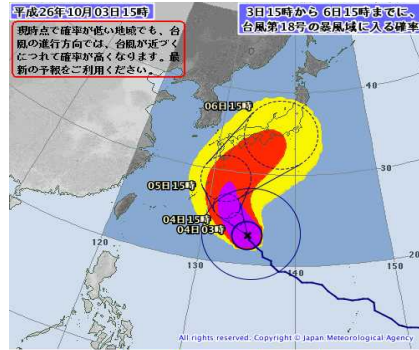 平成26年10月03日15時
3日15時から 6日15時までに
台風第18号の暴風域に入る確率
現時点で確率が低い地域でも、台
風の進行方向では、台風が近づく
につれて確率が高くなります。最
新の予報をご利用ください。
40
06日15時
30
05日15時
04日15時
04日03時
120
130
140
150
20
All rights reserved. Copyright © Japan Meteorological Agency